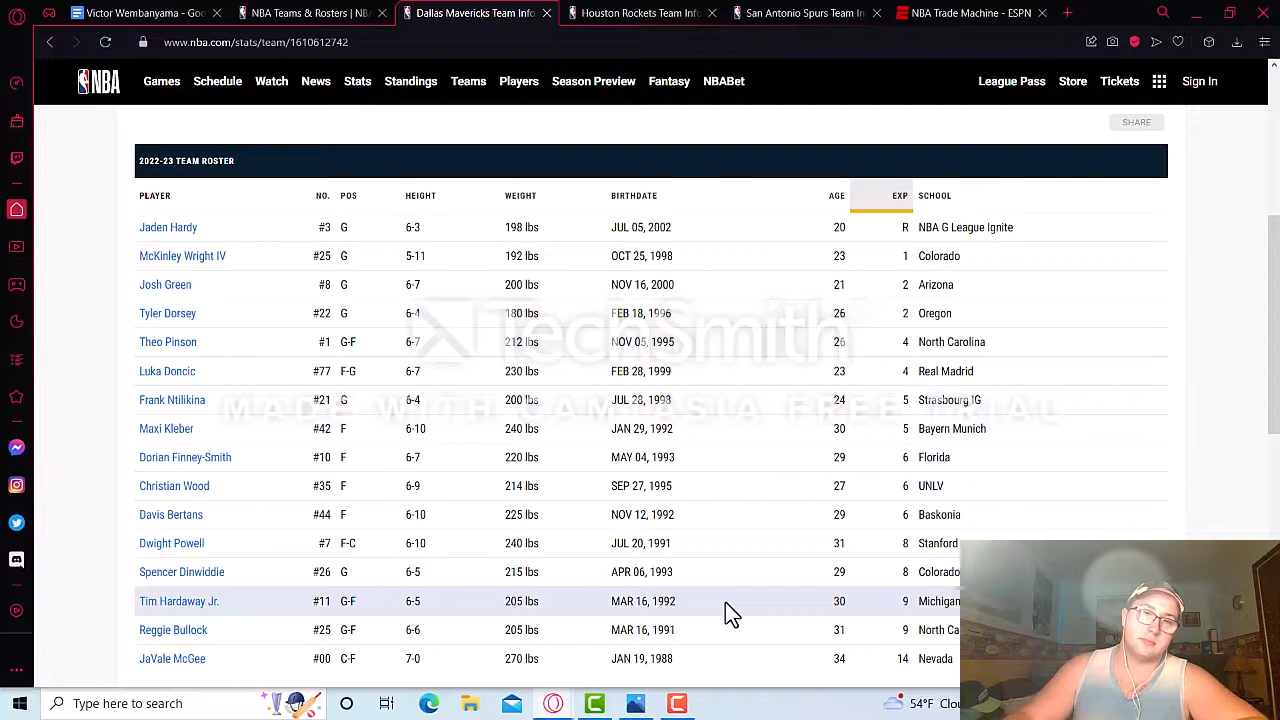 Victor Wembanyama - Goo
NBA Teams & Rosters | NBA
Dallas Mavericks Team Info
Houston Rockets Team Info
San Antonio Spurs Team In
NBA Trade Machine - ESPN
www.nba.com/stats/team/1610612742
NBA Games Schedule Watch News Stats Standings Teams Players Season Preview Fantasy NBABet League Pass Store Tickets Sign In
SHARE
2022-23 TEAM ROSTER
PLAYER NO. POS HEIGHT WEIGHT BIRTHDATE AGE EXP SCHOOL
Jaden Hardy #3 G 6-3 198 lbs JUL 05, 2002 20 R NBA G League Ignite
McKinley Wright IV #25 G 5-11 192 lbs OCT 25, 1998 23 1 Colorado
Josh Green #8 G 6-7 200 lbs NOV 16, 2000 21 2 Arizona
Tyler Dorsey #22 G 6-4 180 lbs FEB 18, 1996 26 2 Oregon
Theo Pinson #1 G-F 6-7 212 lbs NOV 05, 1995 26 4 North Carolina
Luka Doncic #77 F-G 6-7 230 lbs FEB 28, 1999 23 4 Real Madrid
Frank Ntilikina #21 G 6-4 200 lbs JUL 28, 1998 24 5 Strasbourg IG
Maxi Kleber #42 F 6-10 240 lbs JAN 29, 1992 30 5 Bayern Munich
Dorian Finney-Smith #10 F 6-7 220 lbs MAY 04, 1993 29 6 Florida
Christian Wood #35 F 6-9 214 lbs SEP 27, 1995 27 6 UNLV
Davis Bertans #44 F 6-10 225 lbs NOV 12, 1992 29 6 Baskonia
Dwight Powell #7 F-C 6-10 240 lbs JUL 20, 1991 31 8 Stanford
Spencer Dinwiddie #26 G 6-5 215 lbs APR 06, 1993 29 8 Colorado
Tim Hardaway Jr. #11 G-F 6-5 205 lbs MAR 16, 1992 30 9 Michigan
Reggie Bullock #25 G-F 6-6 205 lbs MAR 16, 1991 31 9 North Ca
JaVale McGee #00 C-F 7-0 270 lbs JAN 19, 1988 34 14 Nevada
TechSmith
MADE WITH CAMTASIA FREE TRIAL
Type here to search
54°F Clou